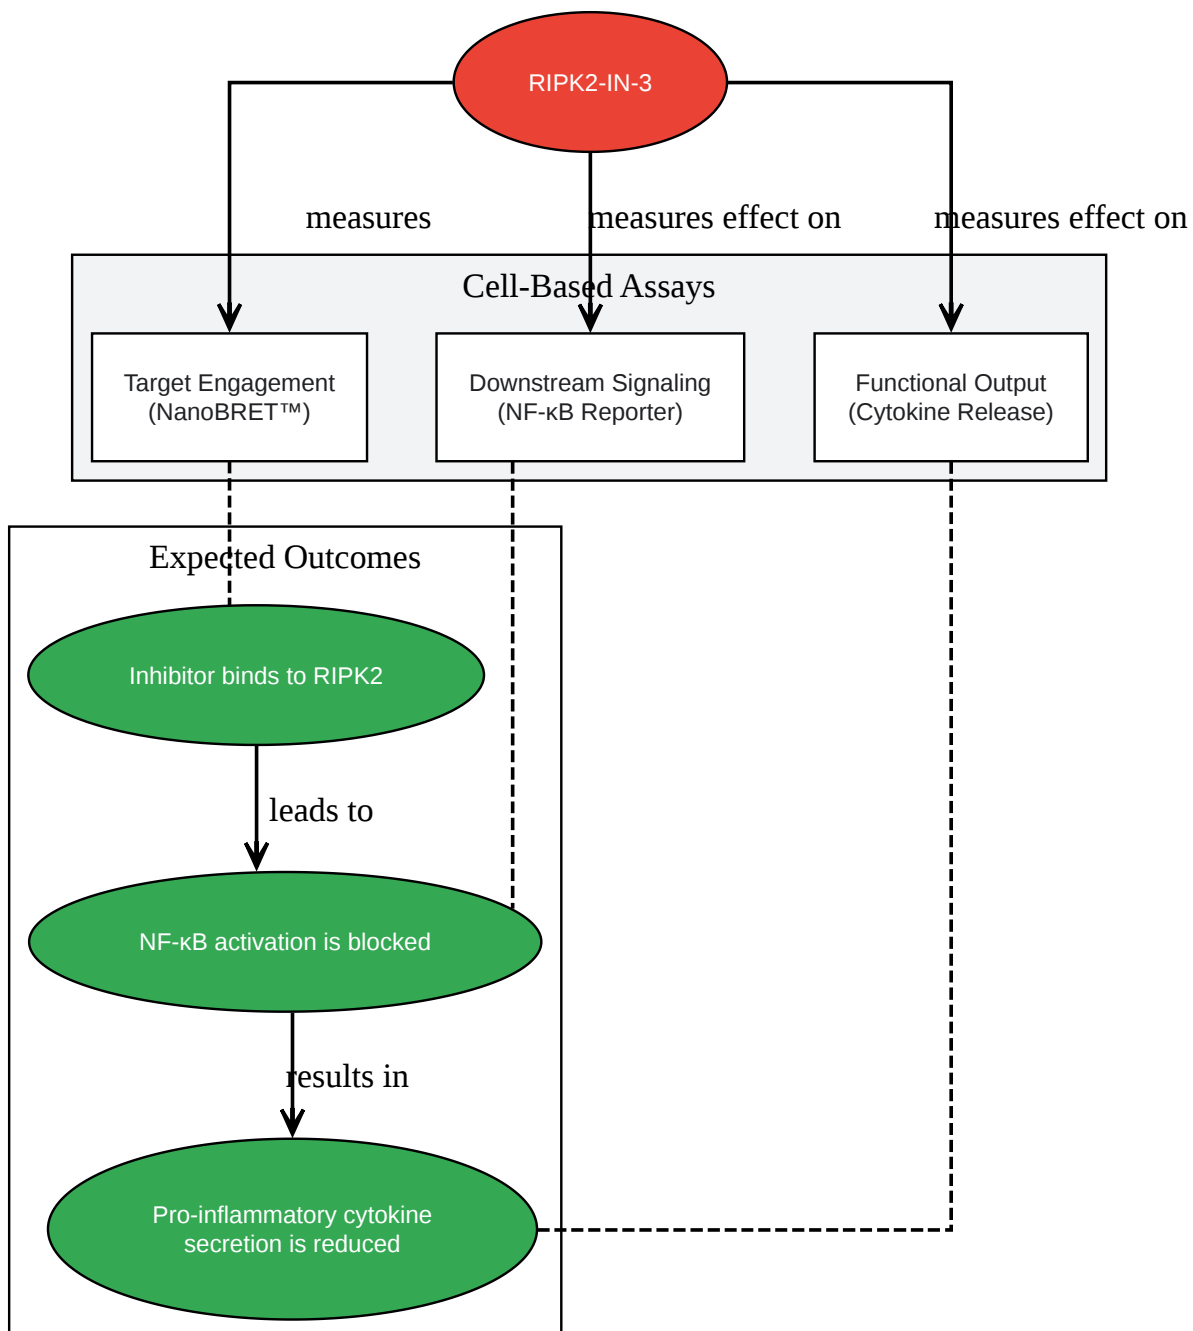 RIPK2-IN-3
measures
measures effect on
measures effect on
Cell-Based Assays
Target Engagement
(NanoBRET™)
Downstream Signaling
(NF-κB Reporter)
Functional Output
(Cytokine Release)
Expected Outcomes
Inhibitor binds to RIPK2
leads to
NF-κB activation is blocked
results in
Pro-inflammatory cytokine
secretion is reduced